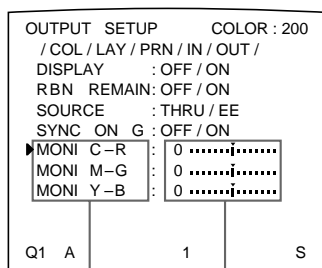 OUTPUT SETUP COLOR : 200
/ COL / LAY / PRN / IN / OUT /
DISPLAY : OFF / ON
RBN REMAIN : OFF / ON
SOURCE : THRU / EE
SYNC ON G : OFF / ON
MONI C–R : 0
MONI M–G : 0
MONI Y–B : 0
Q1 A 1 S